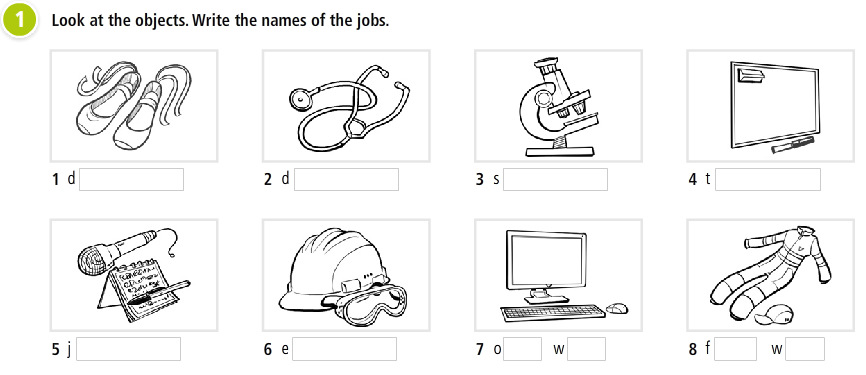 1 Look at the objects. Write the names of the jobs.
1 d 2 d 3 s 4 t
5 j 6 e 7 o w 8 f w